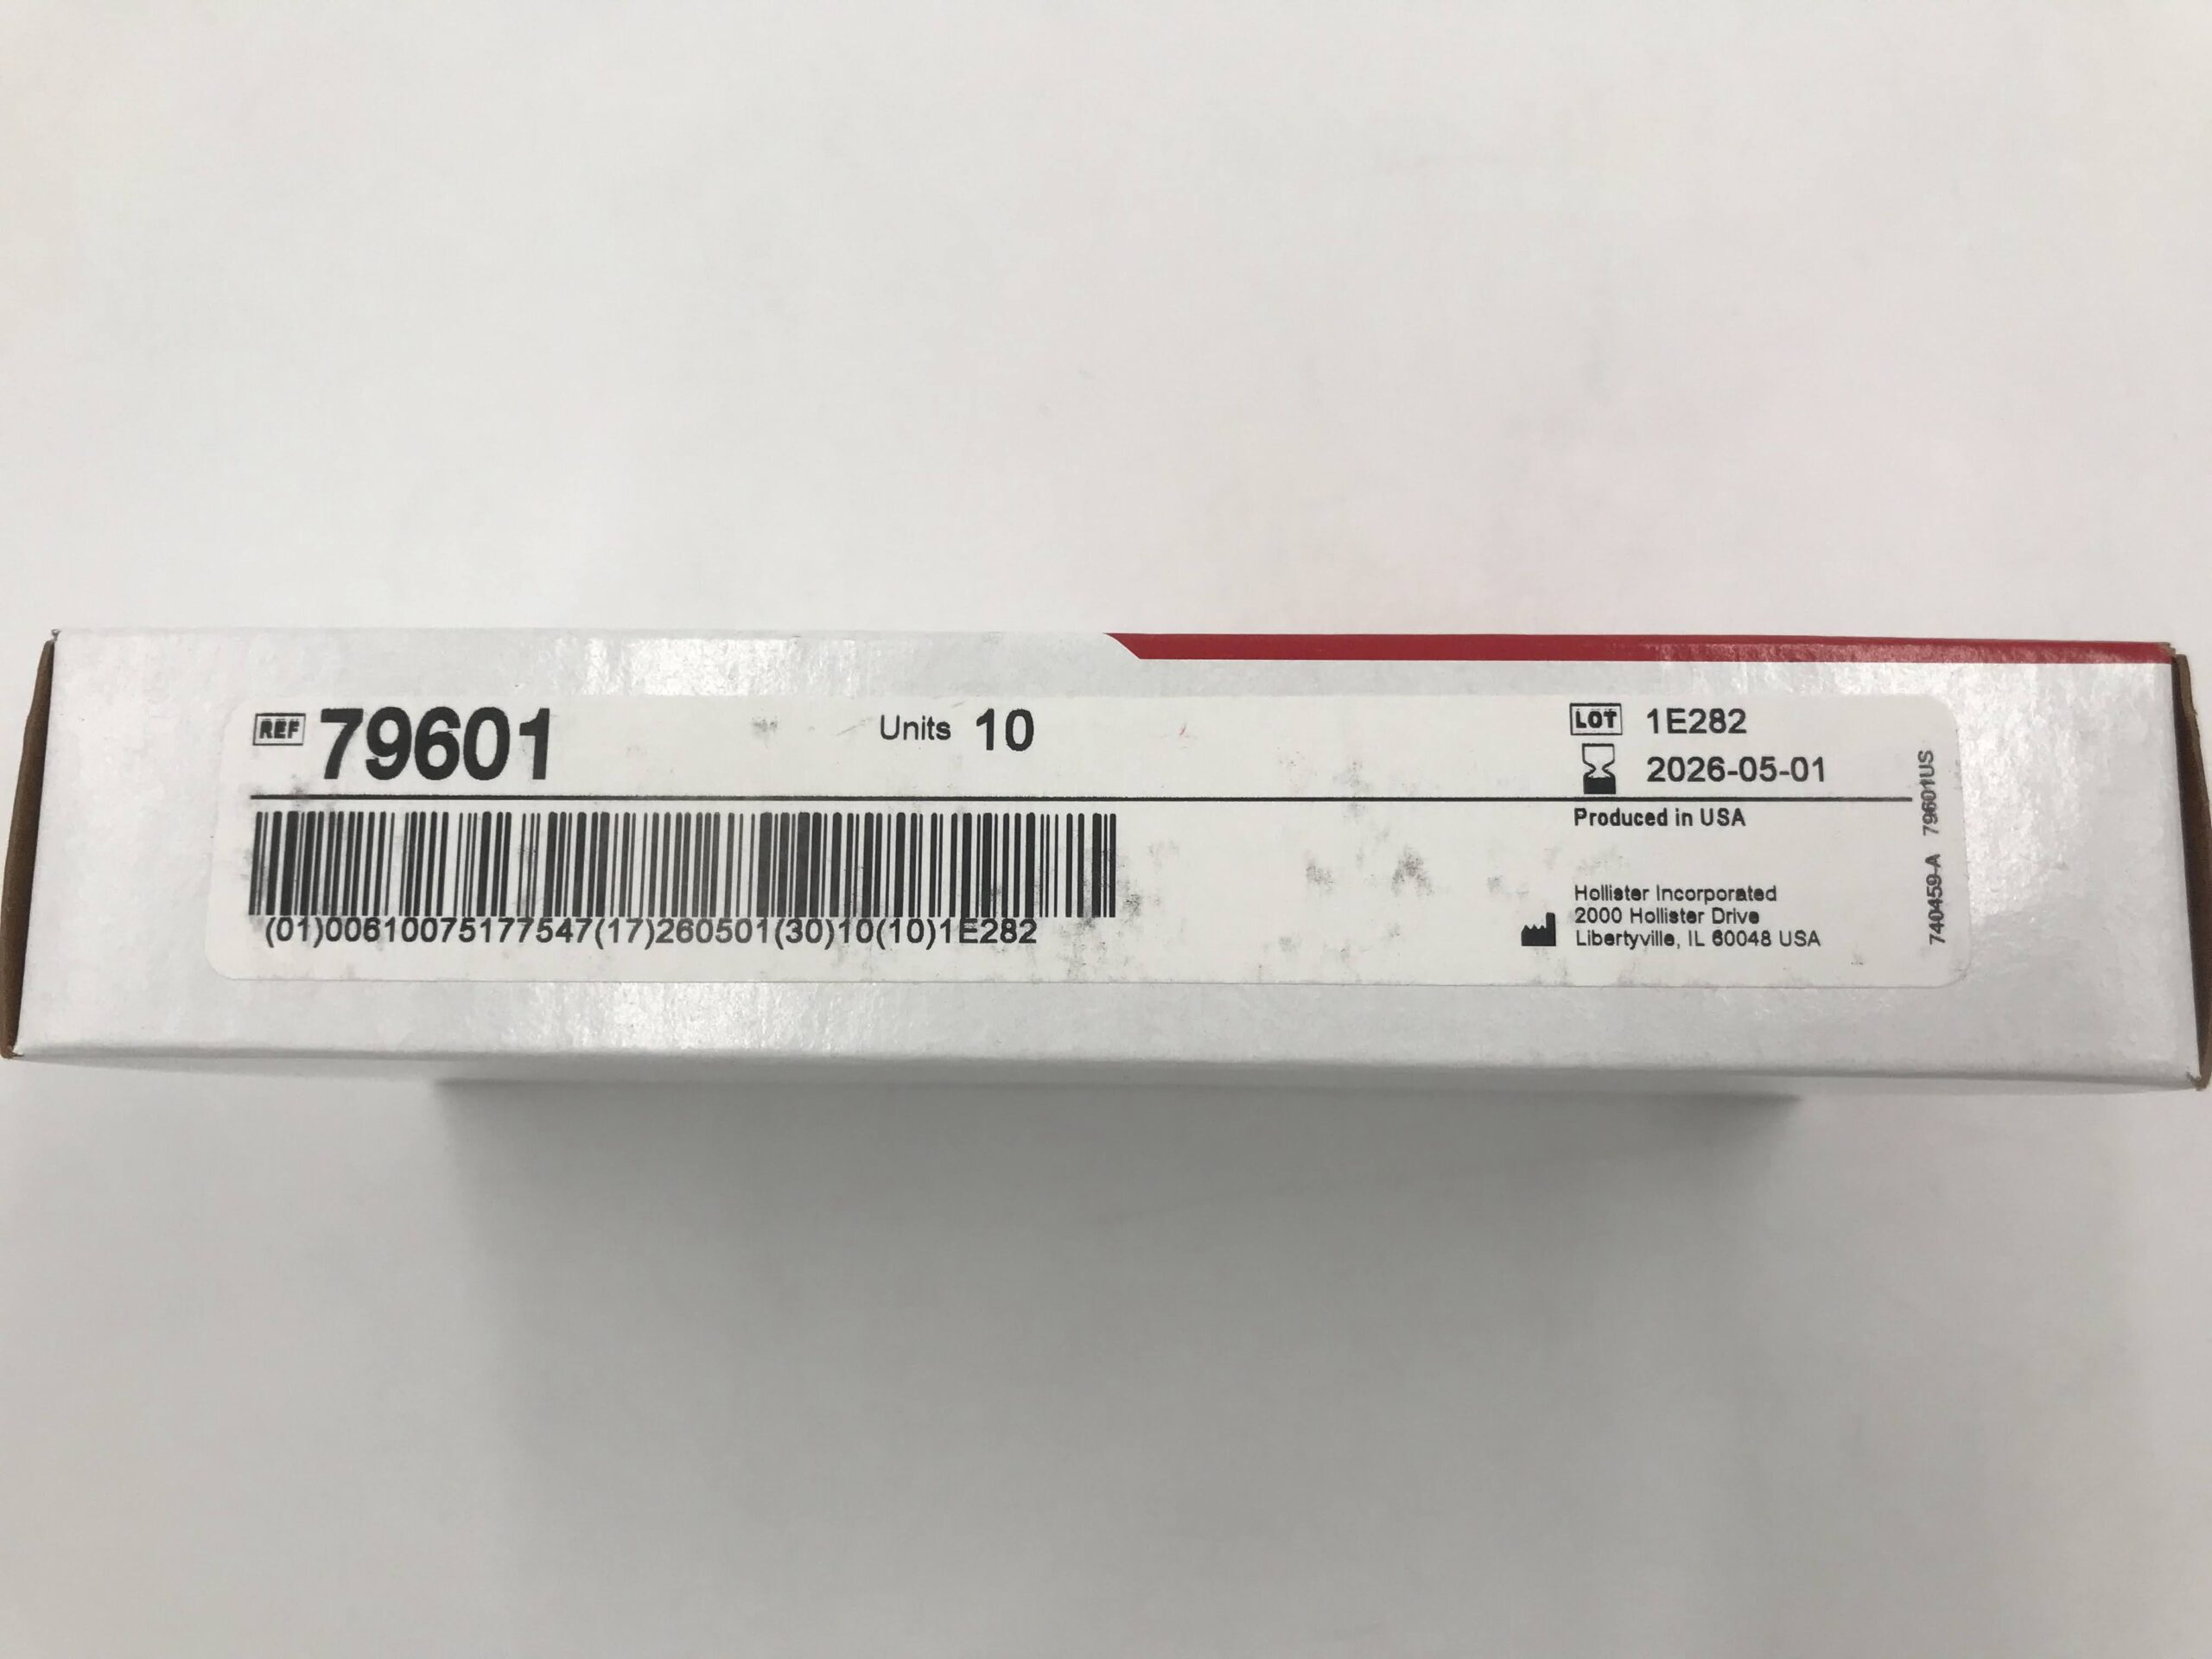 REF 79601 Units 10
LOT 1E282
2026-05-01
(01)00610075177547(17)260501(30)10(10)1E282
Produced in USA
Hollister Incorporated
2000 Hollister Drive
Libertyville, IL 60048 USA
740459-A 79601US